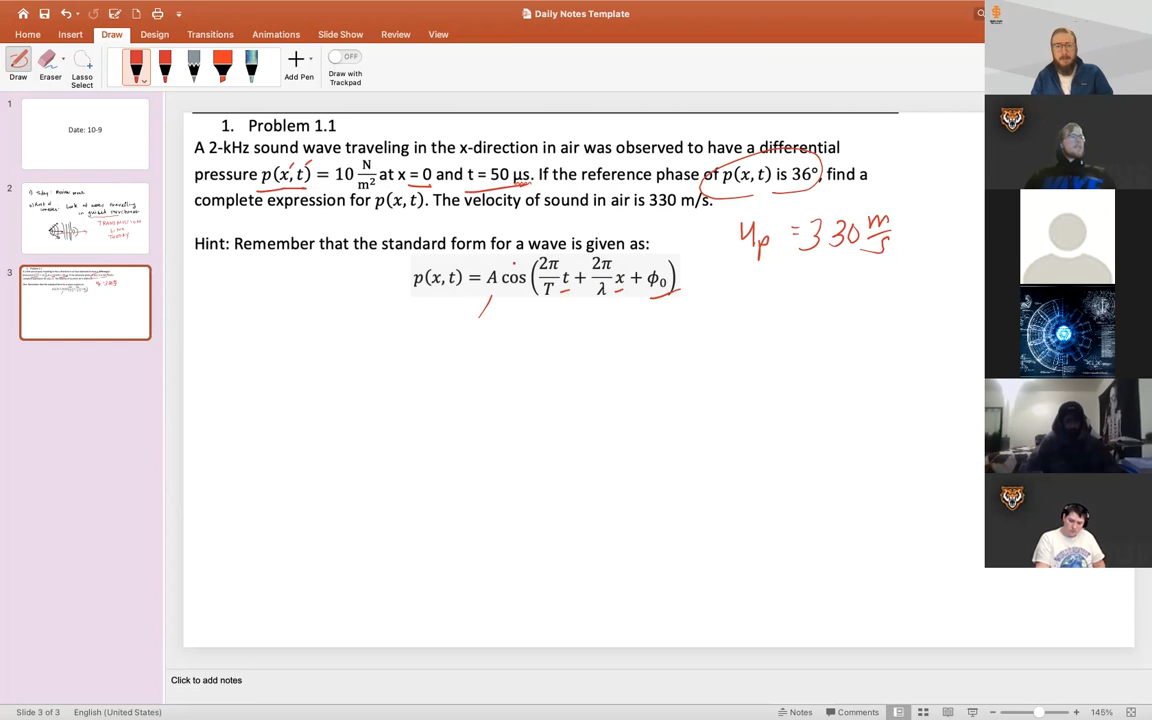 Daily Notes Template
Home Insert Draw Design Transitions Animations Slide Show Review View
Draw Eraser Lasso Select Add Pen OFF Draw with Trackpad
1
Date: 10-9
2
3
1. Problem 1.1
A 2-kHz sound wave traveling in the x-direction in air was observed to have a differential
pressure p(x, t) = 10 N/m² at x = 0 and t = 50 µs. If the reference phase of p(x, t) is 36°, find a
complete expression for p(x, t). The velocity of sound in air is 330 m/s.
u_p = 330 m/s
Hint: Remember that the standard form for a wave is given as:
p(x, t) = A cos (2π/T t + 2π/λ x + ϕ₀)
Click to add notes
Slide 3 of 3 English (United States) Notes Comments 145%